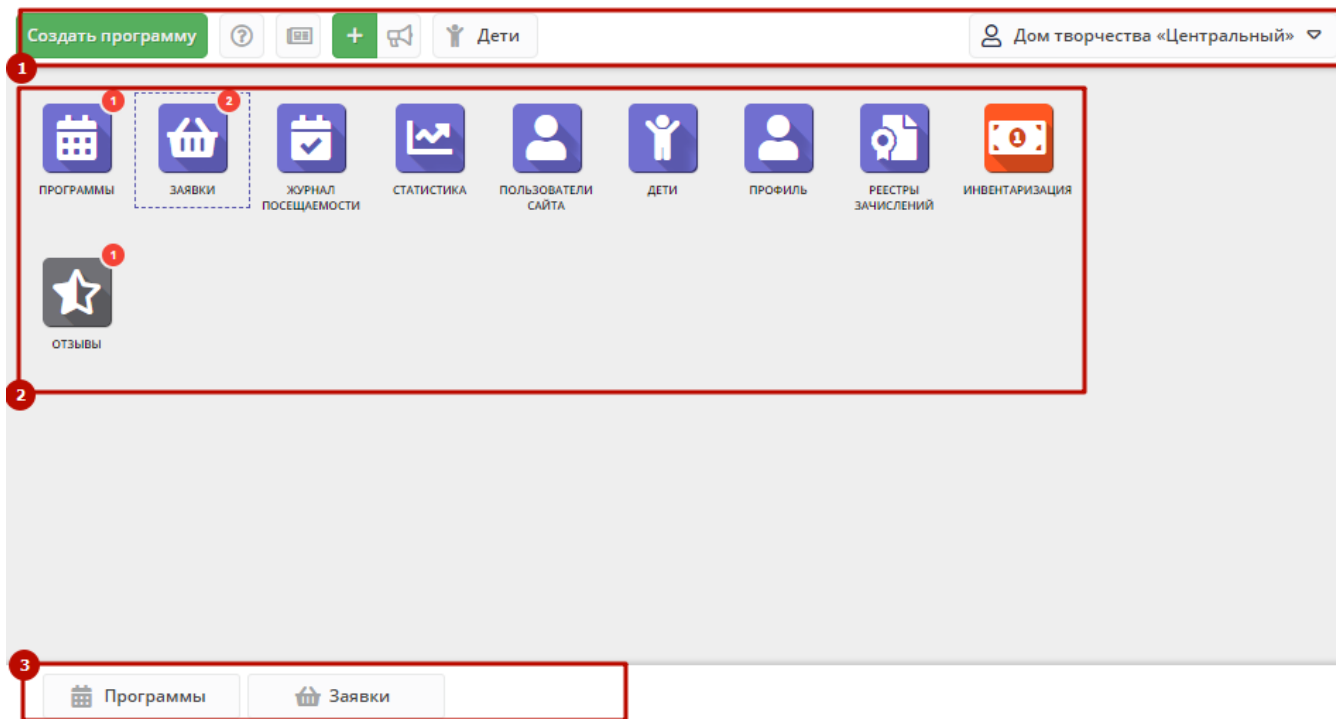 Создать программу
Дети
Дом творчества «Центральный»
1
1
2
ПРОГРАММЫ
ЗАЯВКИ
ЖУРНАЛ
ПОСЕЩАЕМОСТИ
СТАТИСТИКА
ПОЛЬЗОВАТЕЛИ
САЙТА
ДЕТИ
ПРОФИЛЬ
РЕЕСТРЫ
ЗАЧИСЛЕНИЙ
1
ИНВЕНТАРИЗАЦИЯ
1
ОТЗЫВЫ
2
3
Программы
Заявки